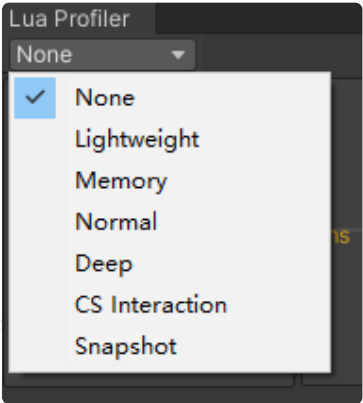 Lua Profiler
None
None
Lightweight
Memory
Normal
Deep
CS Interaction
Snapshot